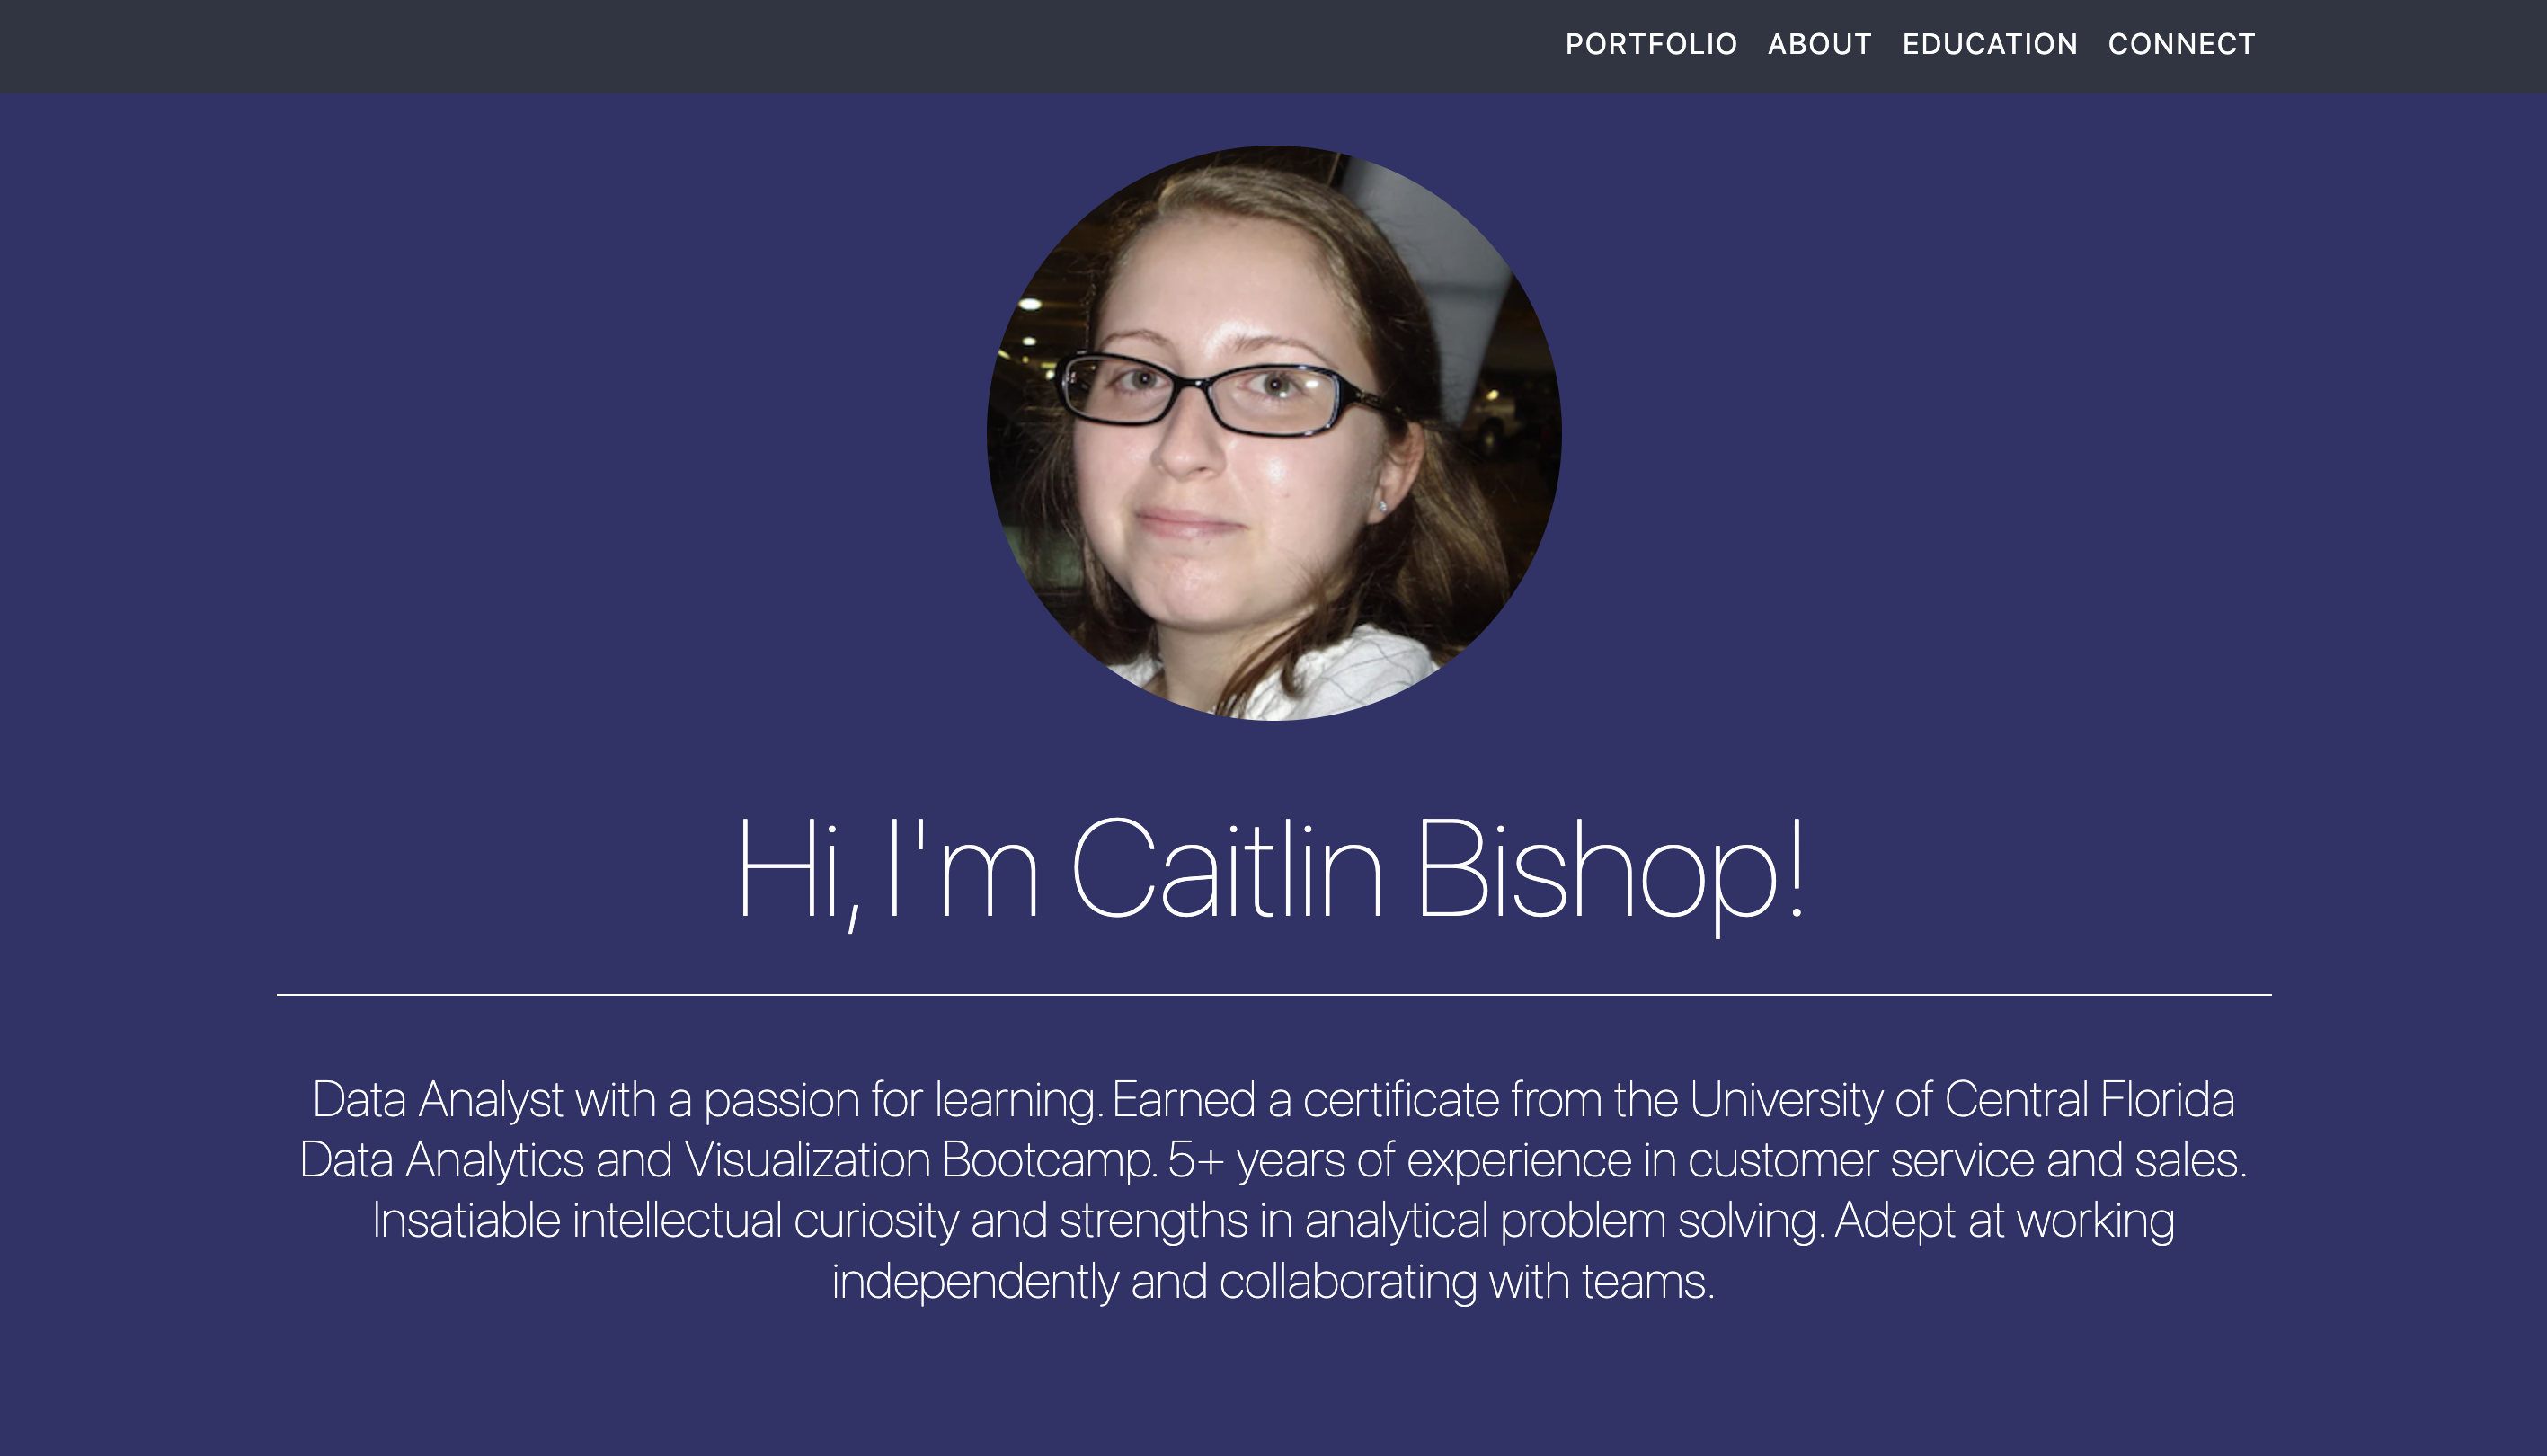 PORTFOLIO ABOUT EDUCATION CONNECT
Hi, I'm Caitlin Bishop!
Data Analyst with a passion for learning. Earned a certificate from the University of Central Florida
Data Analytics and Visualization Bootcamp. 5+ years of experience in customer service and sales.
Insatiable intellectual curiosity and strengths in analytical problem solving. Adept at working
independently and collaborating with teams.